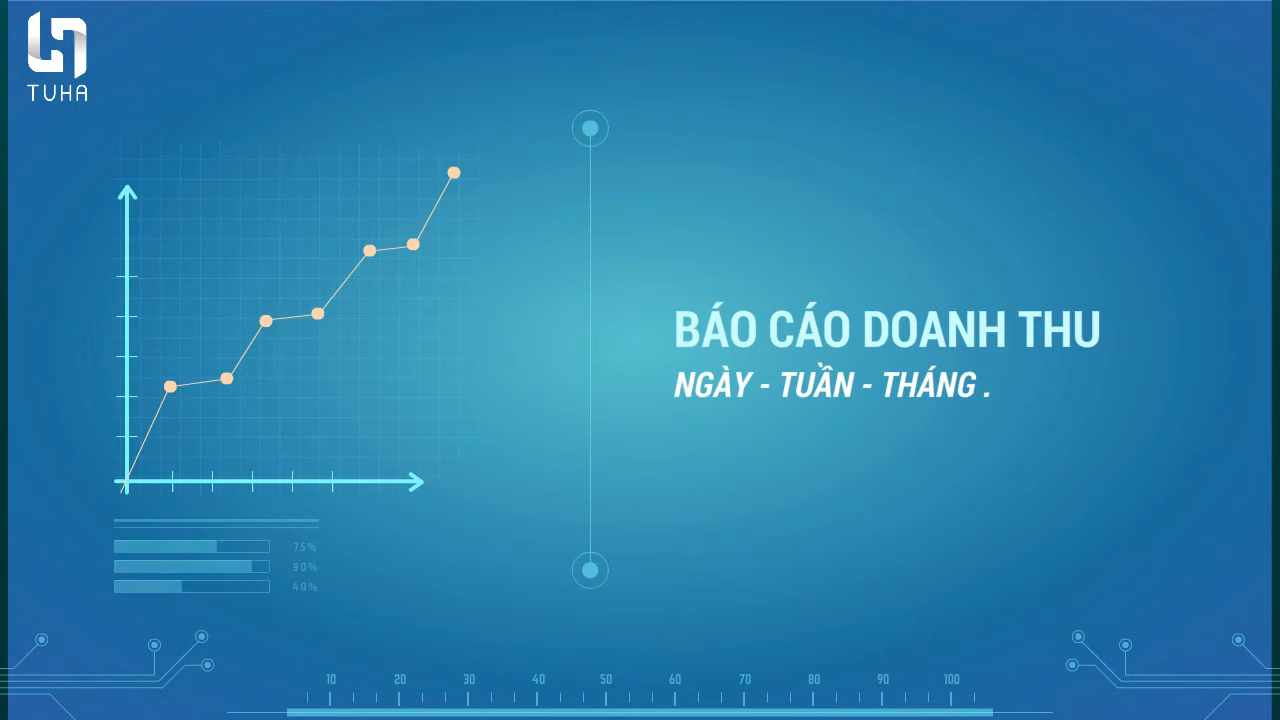 TUHA
BÁO CÁO DOANH THU
NGÀY - TUẦN - THÁNG .
75%
90%
40%
10 20 30 40 50 60 70 80 90 100